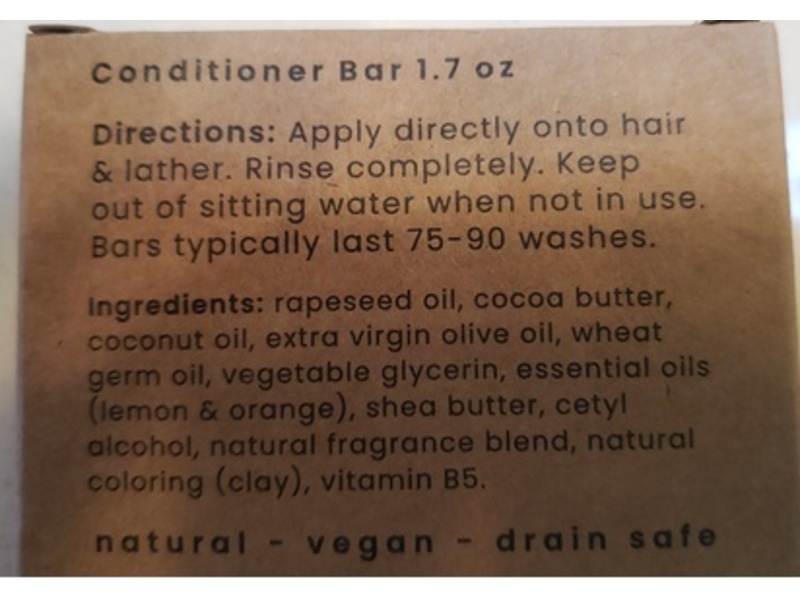 Conditioner Bar 1.7 oz
Directions: Apply directly onto hair
& lather. Rinse completely. Keep
out of sitting water when not in use.
Bars typically last 75-90 washes.
Ingredients: rapeseed oil, cocoa butter,
coconut oil, extra virgin olive oil, wheat
germ oil, vegetable glycerin, essential oils
(lemon & orange), shea butter, cetyl
alcohol, natural fragrance blend, natural
coloring (clay), vitamin B5.
natural - vegan - drain safe